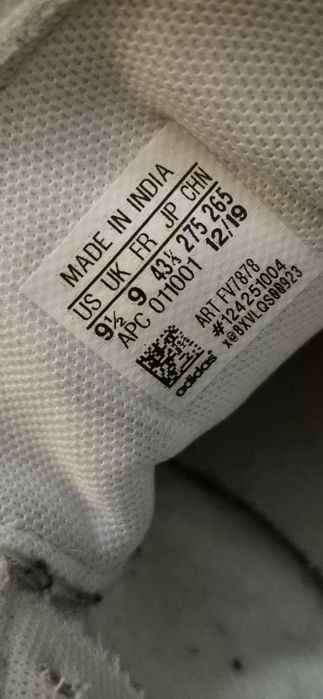 MADE IN INDIA
US UK FR JP CHN
9½ 9 43⅓ 275 265
APC 011001 12/19
ART FV7878
#124251004
x@8XVLQS00923
adidas